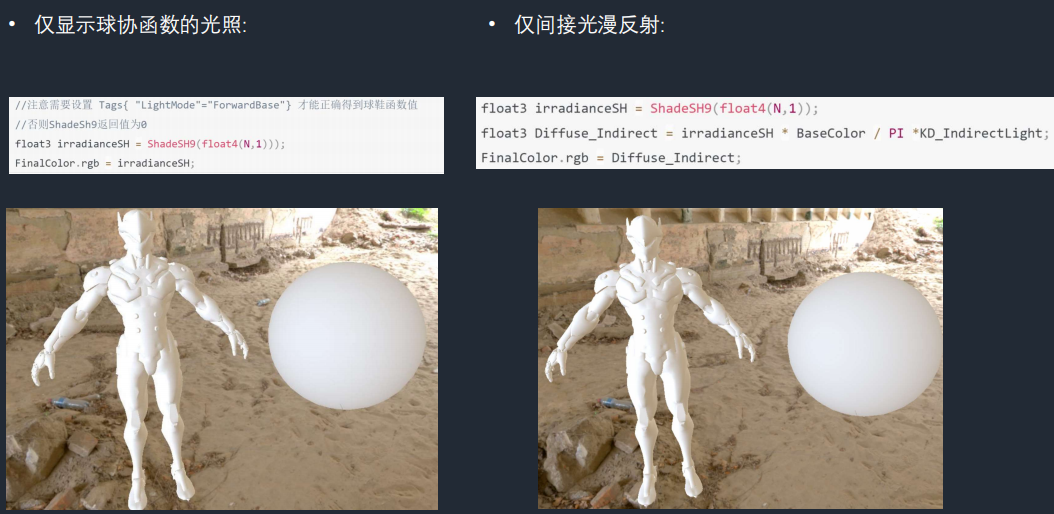 • 仅显示球协函数的光照:
//注意需要设置 Tags{ "LightMode"="ForwardBase"} 才能正确得到球鞋函数值
//否则ShadeSh9返回值为0
float3 irradianceSH = ShadeSH9(float4(N,1)));
FinalColor.rgb = irradianceSH;
• 仅间接光漫反射:
float3 irradianceSH = ShadeSH9(float4(N,1));
float3 Diffuse_Indirect = irradianceSH * BaseColor / PI *KD_IndirectLight;
FinalColor.rgb = Diffuse_Indirect;